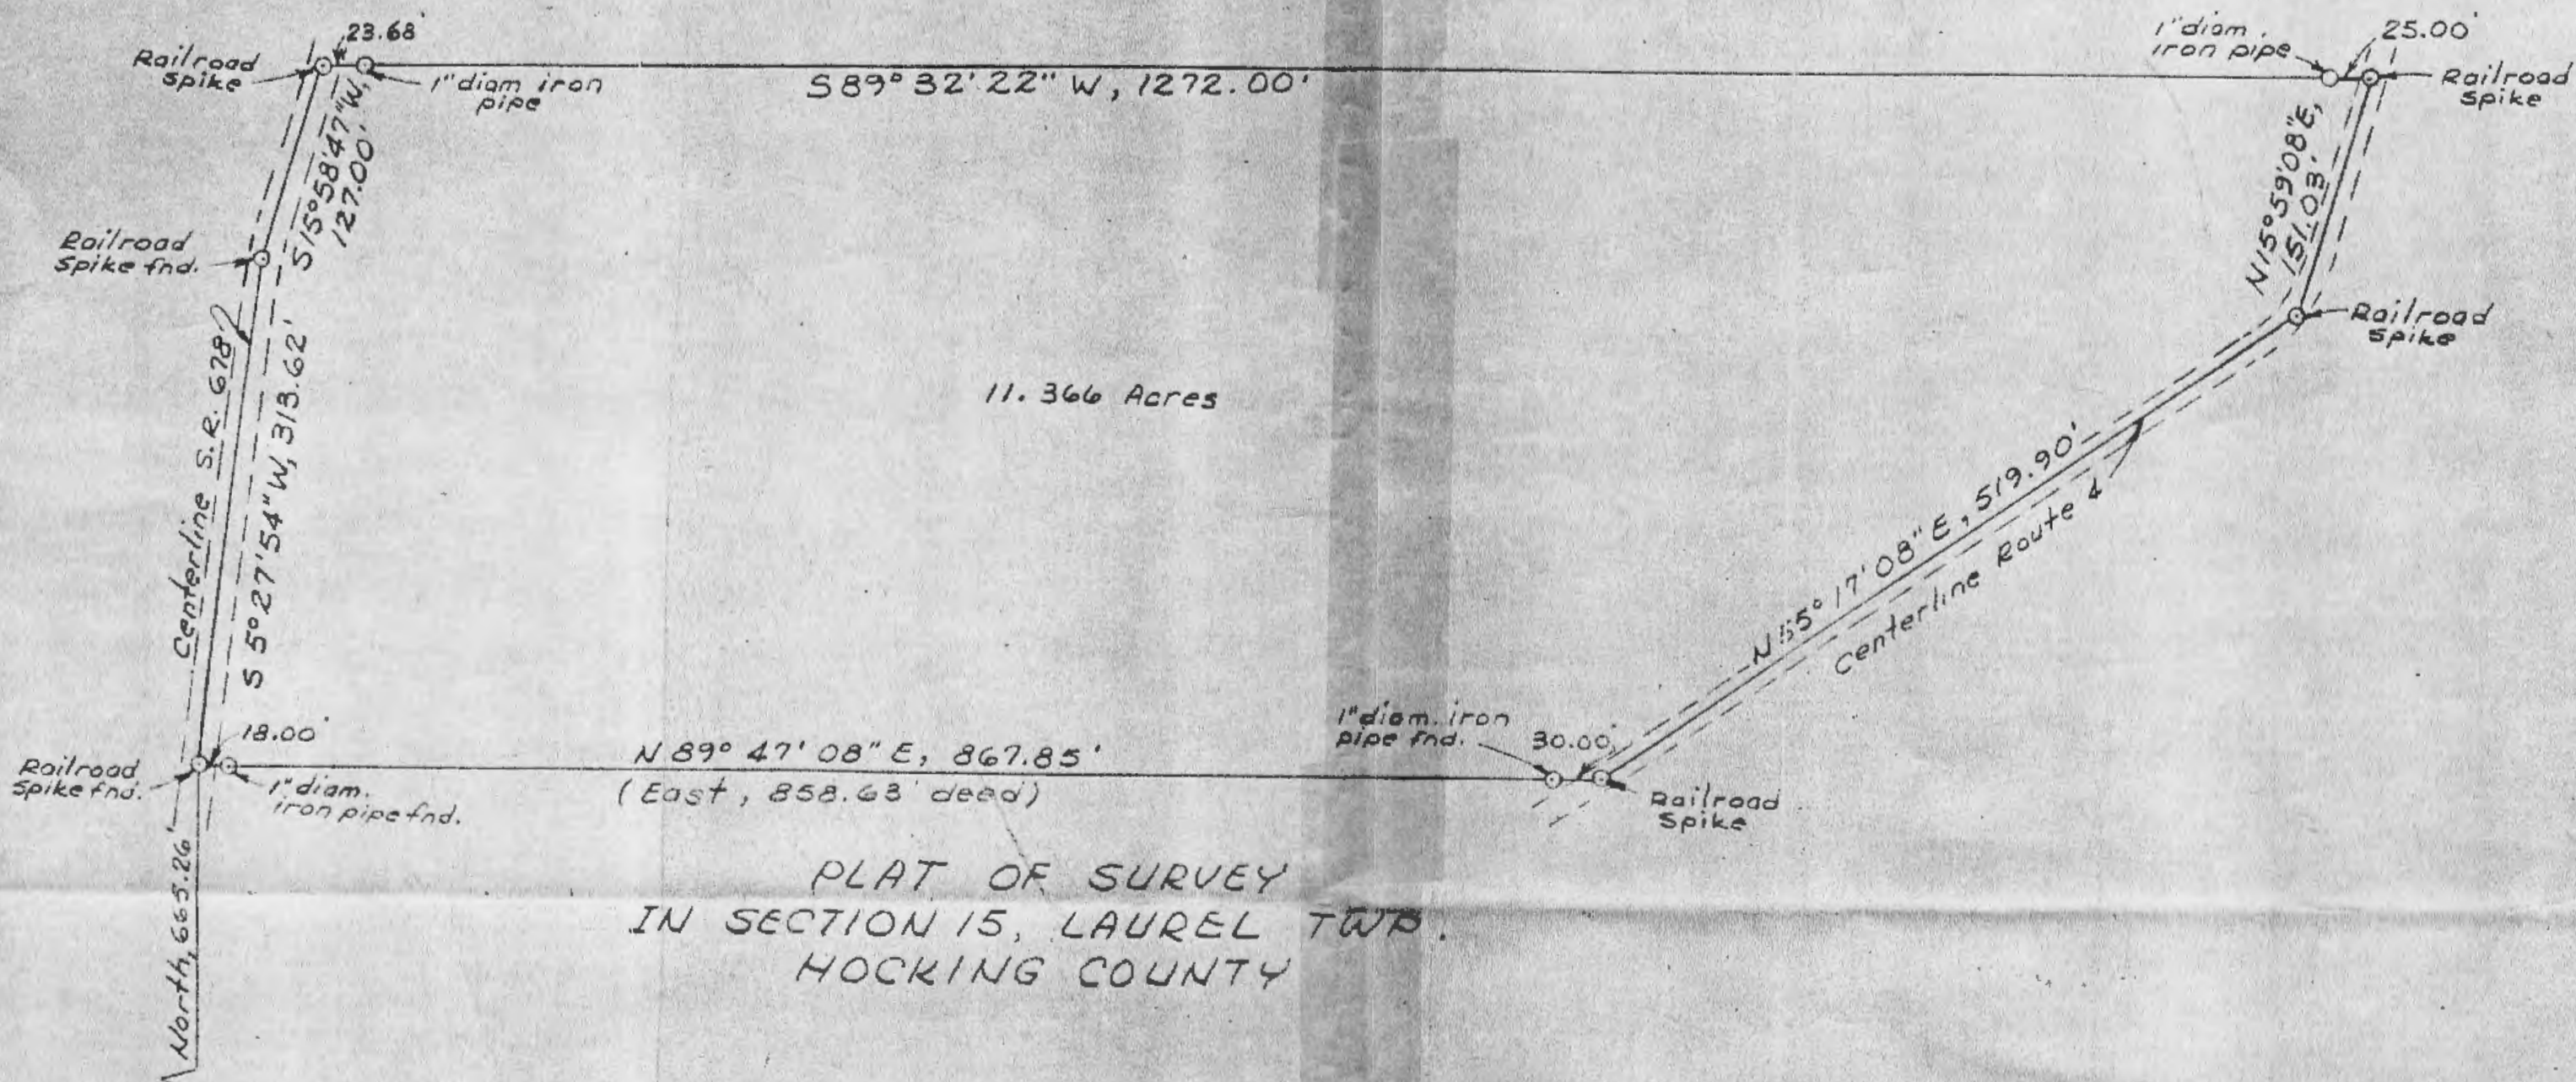 23.68'
Railroad
Spike
1" diam iron
pipe
S 89° 32' 22" W, 1272.00'
1" diam.
iron pipe
25.00'
Railroad
Spike
S 15° 58' 47" W,
127.00'
N 15° 59' 08" E,
151.03'
Railroad
Spike fnd.
Railroad
Spike
Centerline S.R. 678
S 5° 27' 54" W, 313.62'
11.366 Acres
N 55° 17' 08" E, 519.90'
Centerline Route 4
18.00'
Railroad
Spike fnd.
1" diam.
iron pipe fnd.
N 89° 47' 08" E, 867.85'
(East, 858.63' deed)
1" diam. iron
pipe fnd.
30.00'
Railroad
Spike
North, 665.26'
PLAT OF SURVEY
IN SECTION 15, LAUREL TWP.
HOCKING COUNTY